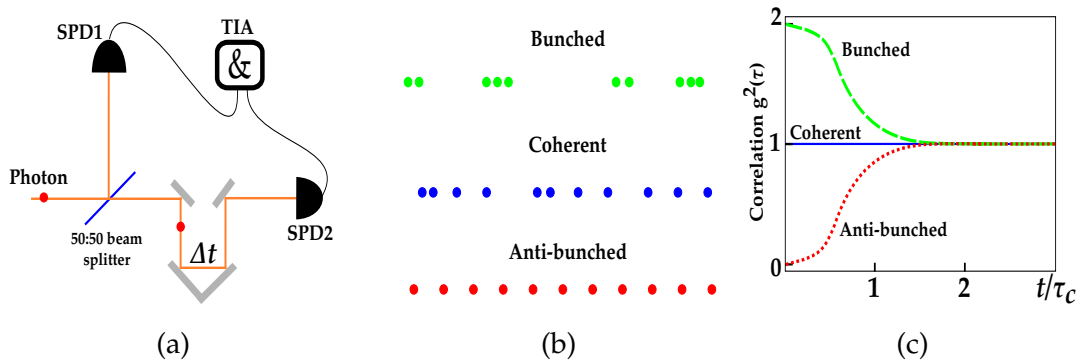 SPD1
TIA
&
Photon
50:50 beam
splitter
Δt
SPD2
(a)
Bunched
Coherent
Anti-bunched
(b)
Correlation g²(τ)
2
Bunched
Coherent
1
Anti-bunched
0
1
2
t/τc
(c)